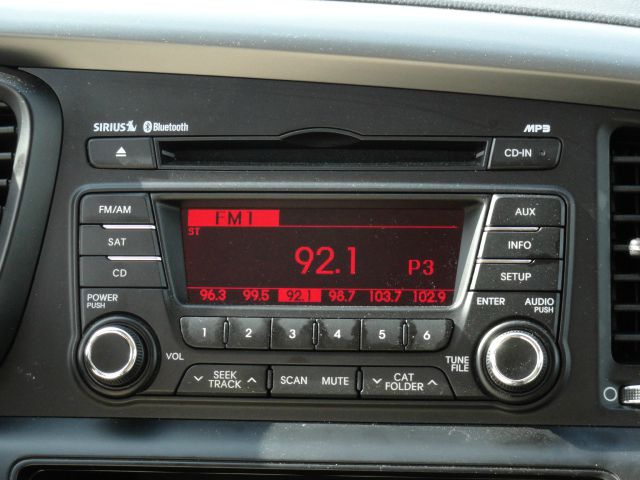 SIRIUS Bluetooth MP3
CD-IN
FM/AM FM1 AUX
ST
SAT 92.1 P3 INFO
CD SETUP
96.3 99.5 92.1 98.7 103.7 102.9
POWER PUSH ENTER AUDIO PUSH
1 2 3 4 5 6
VOL TUNE FILE
SEEK TRACK SCAN MUTE CAT FOLDER